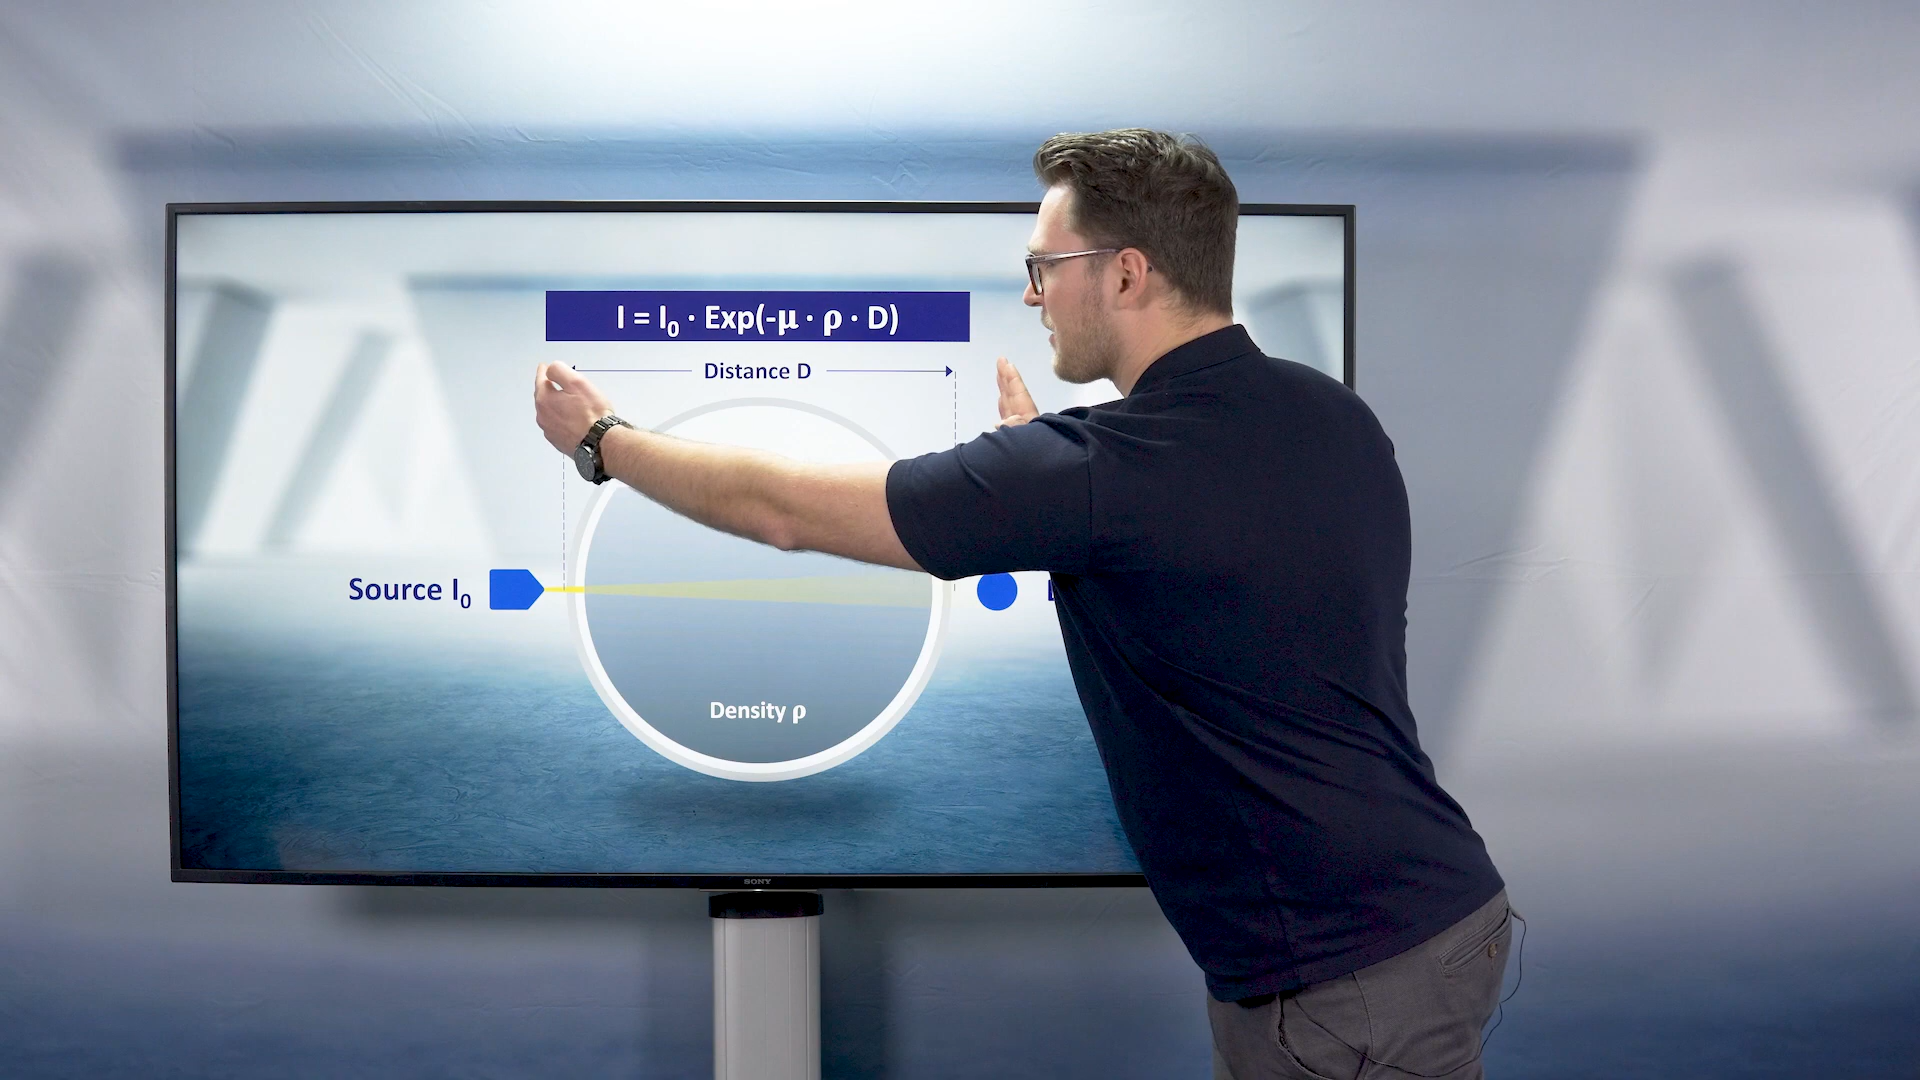 I = I₀ · Exp(-μ · ρ · D)
Distance D
Source I₀
Density ρ
SONY